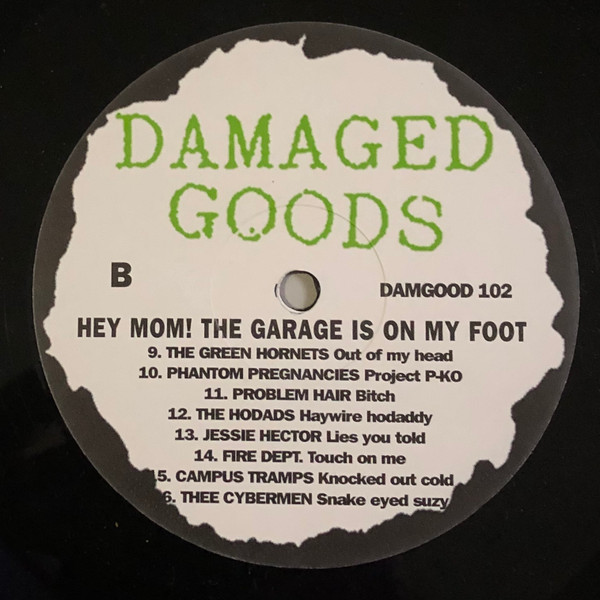 DAMAGED
GOODS
B
DAMGOOD 102
HEY MOM! THE GARAGE IS ON MY FOOT
9. THE GREEN HORNETS Out of my head
10. PHANTOM PREGNANCIES Project P-KO
11. PROBLEM HAIR Bitch
12. THE HODADS Haywire hodaddy
13. JESSIE HECTOR Lies you told
14. FIRE DEPT. Touch on me
5. CAMPUS TRAMPS Knocked out cold
6. THEE CYBERMEN Snake eyed suzy